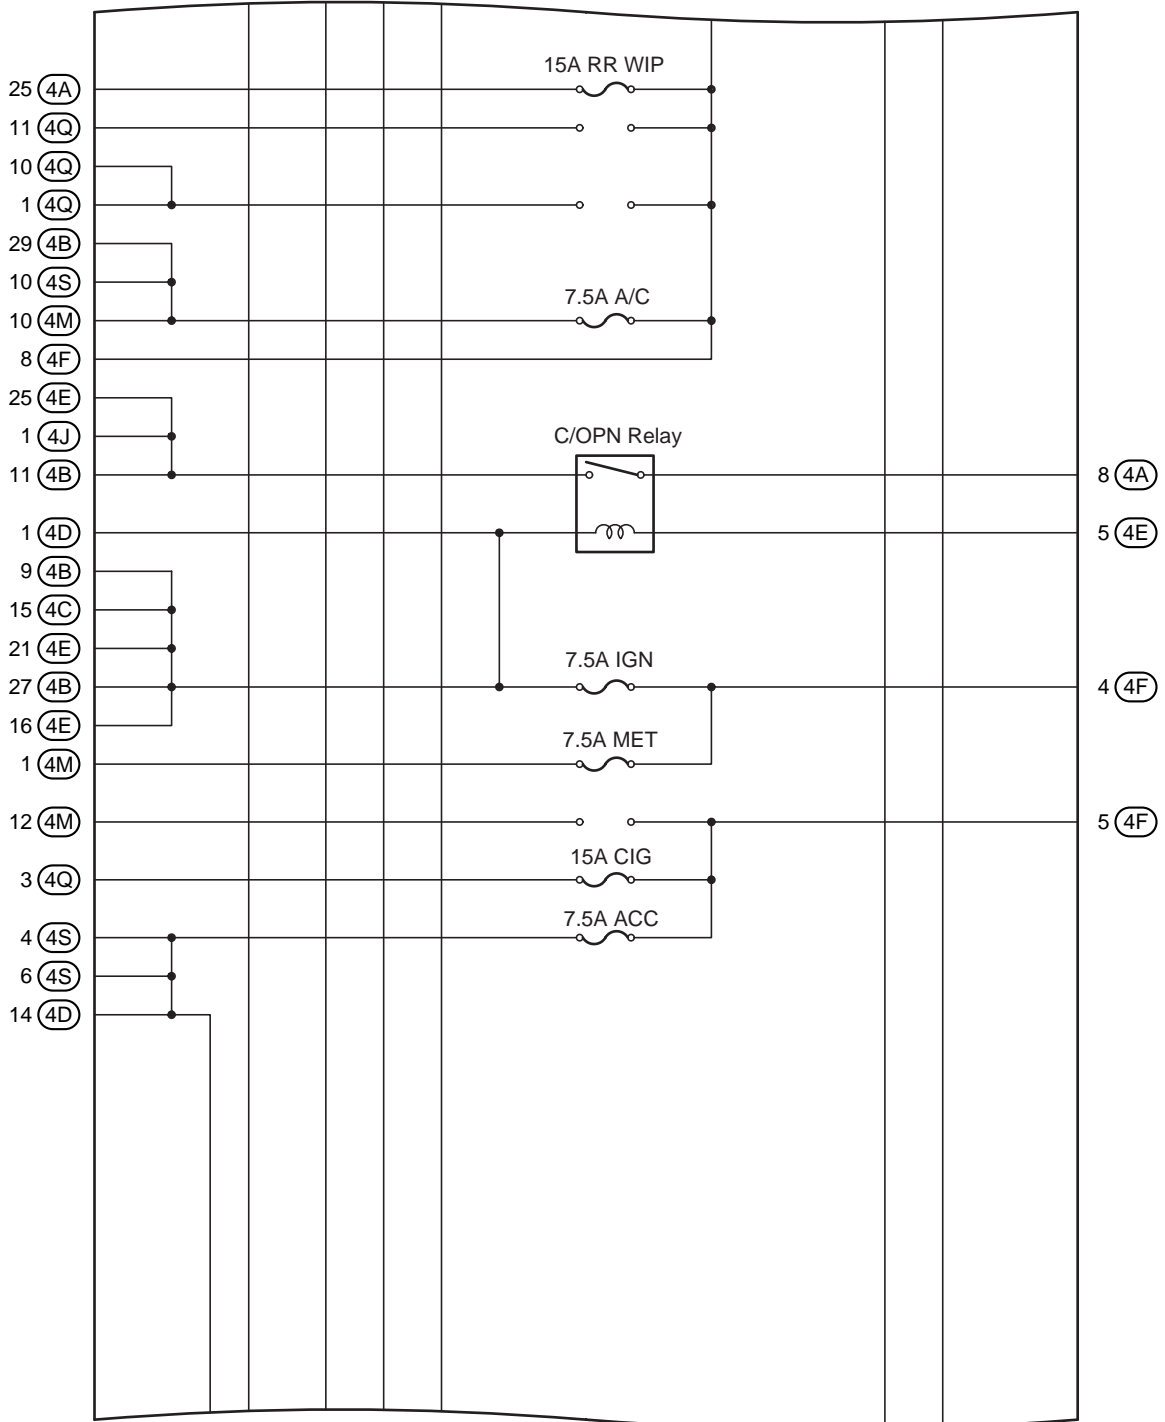 15A RR WIP
25 4A
11 4Q
10 4Q
1 4Q
29 4B
10 4S
7.5A A/C
10 4M
8 4F
25 4E
1 4J
C/OPN Relay
11 4B
8 4A
1 4D
5 4E
9 4B
15 4C
21 4E
7.5A IGN
27 4B
4 4F
16 4E
7.5A MET
1 4M
12 4M
5 4F
15A CIG
3 4Q
7.5A ACC
4 4S
6 4S
14 4D